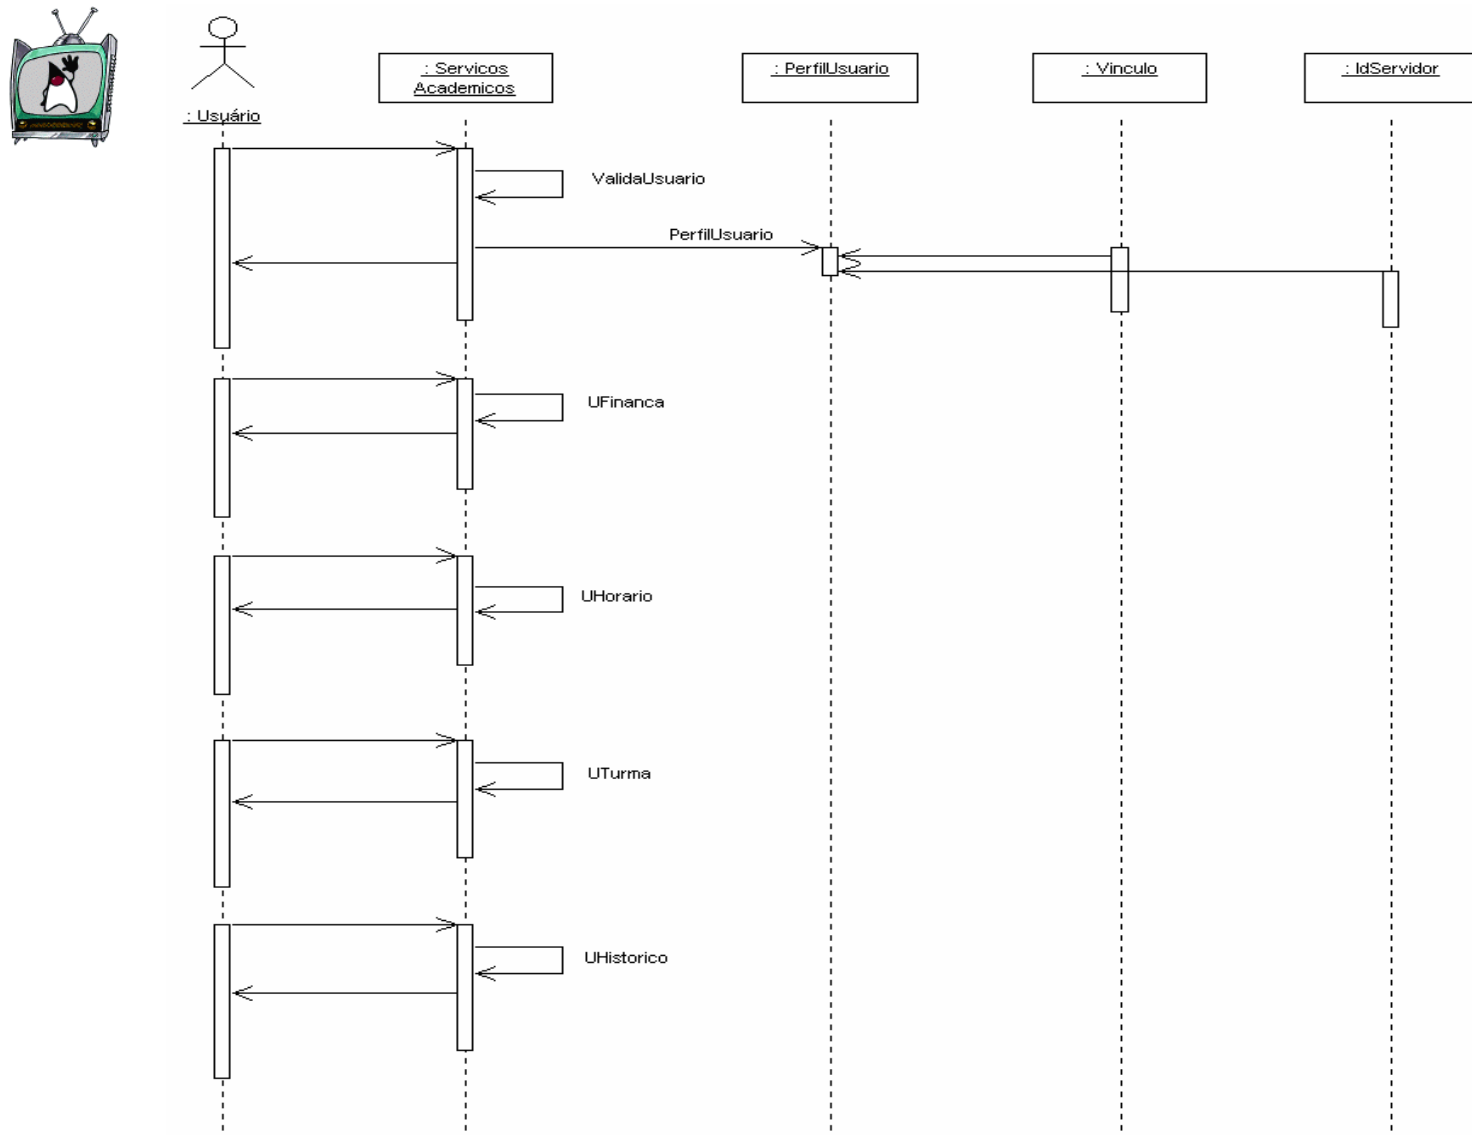 : Usuário
: Servicos
Academicos
: PerfilUsuario
: Vinculo
: IdServidor
ValidaUsuario
PerfilUsuario
UFinanca
UHorario
UTurma
UHistorico